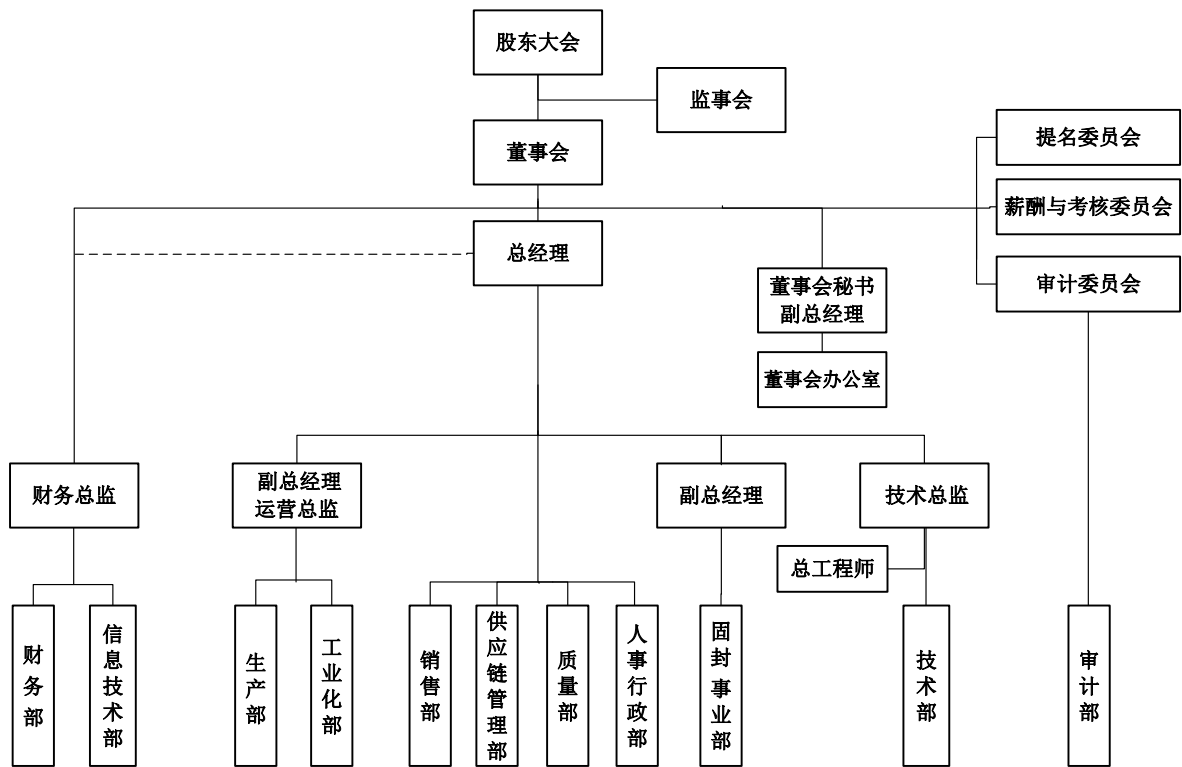 股东大会
监事会
董事会
提名委员会
薪酬与考核委员会
总经理
审计委员会
董事会秘书
副总经理
董事会办公室
财务总监
副总经理
运营总监
副总经理
技术总监
总工程师
财务部
信息技术部
生产部
工业化部
销售部
供应链管理部
质量部
人事行政部
固封事业部
技术部
审计部